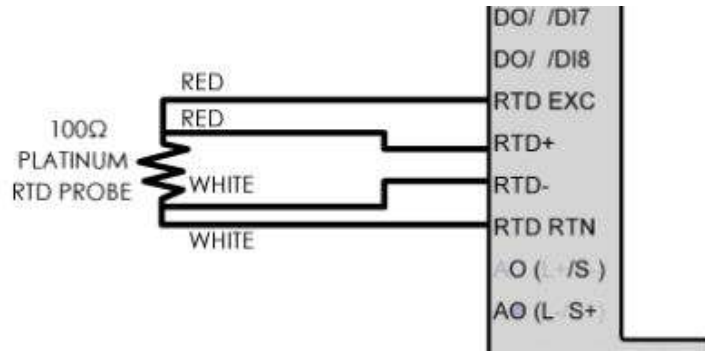 DO/ /DI7
DO/ /DI8
RED
RTD EXC
RED
100Ω
PLATINUM
RTD PROBE
RTD+
WHITE
RTD-
WHITE
RTD RTN
AO (L+/S-)
AO (L S+)